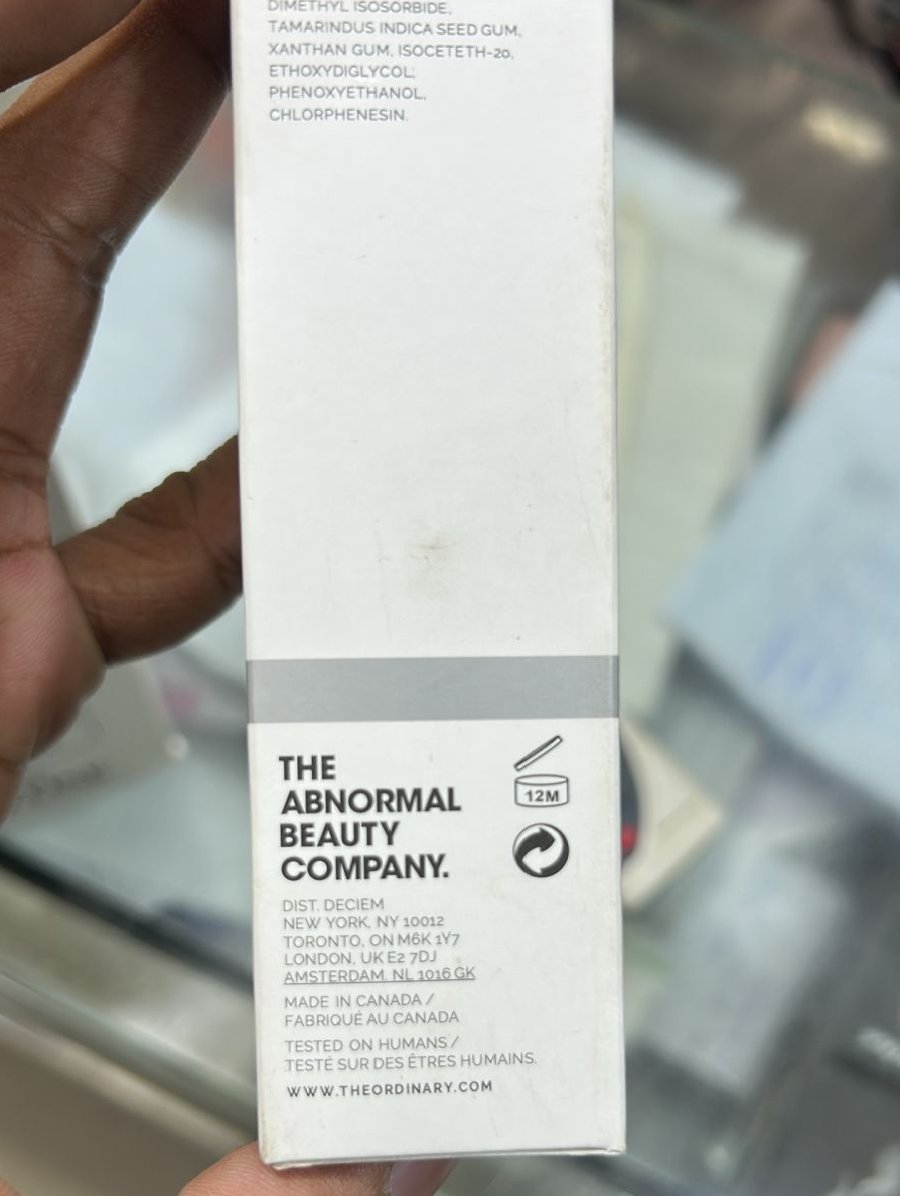 DIMETHYL ISOSORBIDE,
TAMARINDUS INDICA SEED GUM,
XANTHAN GUM, ISOCETETH-20,
ETHOXYDIGLYCOL,
PHENOXYETHANOL,
CHLORPHENESIN.
THE
ABNORMAL
BEAUTY
COMPANY.
12M
DIST. DECIEM
NEW YORK, NY 10012
TORONTO, ON M6K 1Y7
LONDON, UK E2 7DJ
AMSTERDAM, NL 1016 GK
MADE IN CANADA /
FABRIQUÉ AU CANADA
TESTED ON HUMANS /
TESTÉ SUR DES ÊTRES HUMAINS.
WWW.THEORDINARY.COM